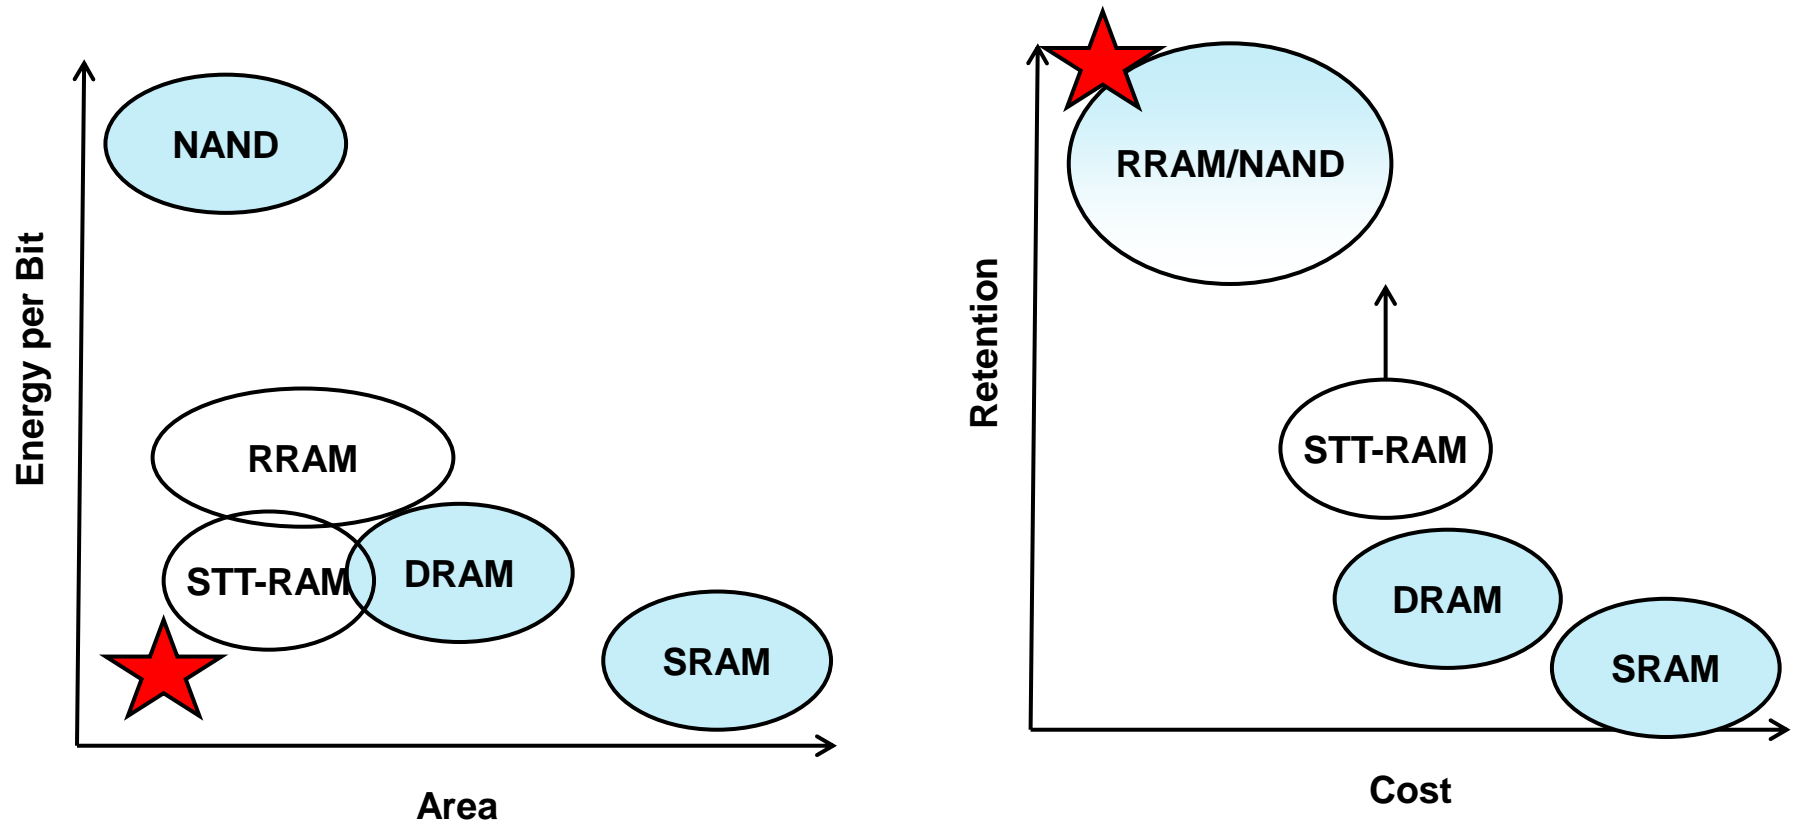 NAND
RRAM
STT-RAM
DRAM
SRAM
Energy per Bit
Area
RRAM/NAND
STT-RAM
DRAM
SRAM
Retention
Cost